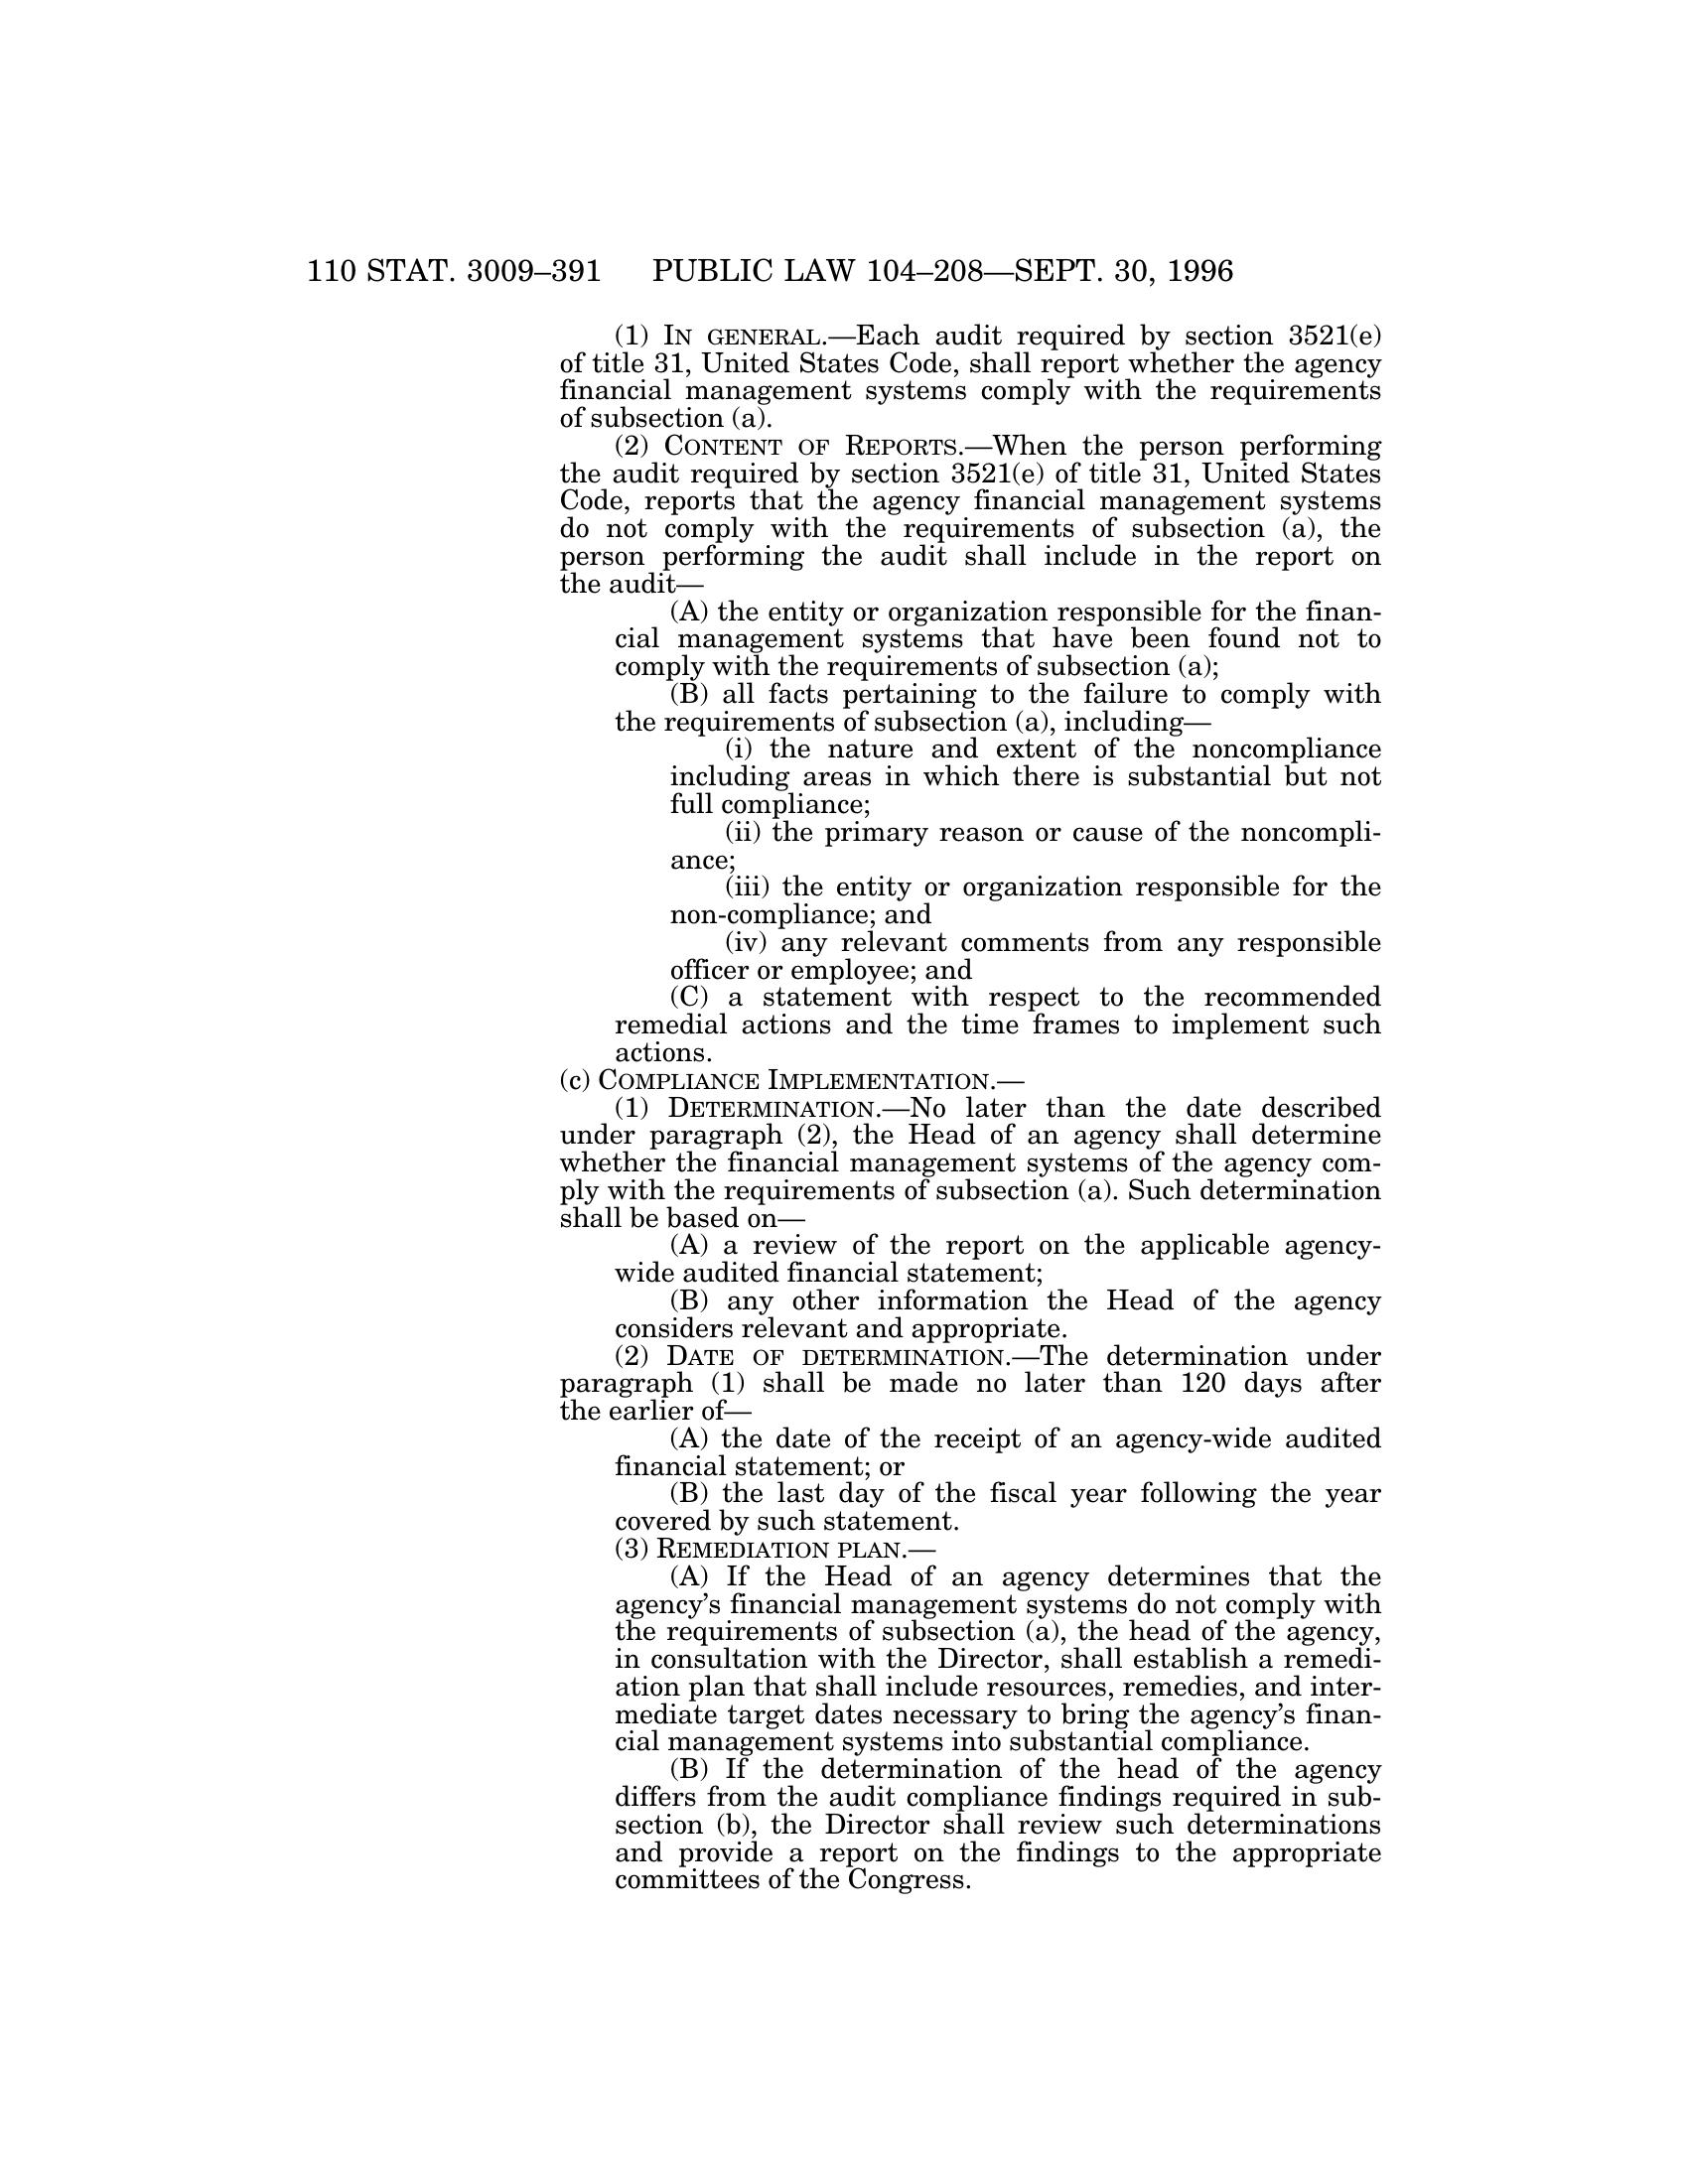 110 STAT. 3009–391 PUBLIC LAW 104–208—SEPT. 30, 1996
(1) IN GENERAL.—Each audit required by section 3521(e)
of title 31, United States Code, shall report whether the agency
financial management systems comply with the requirements
of subsection (a).
(2) CONTENT OF REPORTS.—When the person performing
the audit required by section 3521(e) of title 31, United States
Code, reports that the agency financial management systems
do not comply with the requirements of subsection (a), the
person performing the audit shall include in the report on
the audit—
(A) the entity or organization responsible for the finan-
cial management systems that have been found not to
comply with the requirements of subsection (a);
(B) all facts pertaining to the failure to comply with
the requirements of subsection (a), including—
(i) the nature and extent of the noncompliance
including areas in which there is substantial but not
full compliance;
(ii) the primary reason or cause of the noncompli-
ance;
(iii) the entity or organization responsible for the
non-compliance; and
(iv) any relevant comments from any responsible
officer or employee; and
(C) a statement with respect to the recommended
remedial actions and the time frames to implement such
actions.
(c) COMPLIANCE IMPLEMENTATION.—
(1) DETERMINATION.—No later than the date described
under paragraph (2), the Head of an agency shall determine
whether the financial management systems of the agency com-
ply with the requirements of subsection (a). Such determination
shall be based on—
(A) a review of the report on the applicable agency-
wide audited financial statement;
(B) any other information the Head of the agency
considers relevant and appropriate.
(2) DATE OF DETERMINATION.—The determination under
paragraph (1) shall be made no later than 120 days after
the earlier of—
(A) the date of the receipt of an agency-wide audited
financial statement; or
(B) the last day of the fiscal year following the year
covered by such statement.
(3) REMEDIATION PLAN.—
(A) If the Head of an agency determines that the
agency’s financial management systems do not comply with
the requirements of subsection (a), the head of the agency,
in consultation with the Director, shall establish a remedi-
ation plan that shall include resources, remedies, and inter-
mediate target dates necessary to bring the agency’s finan-
cial management systems into substantial compliance.
(B) If the determination of the head of the agency
differs from the audit compliance findings required in sub-
section (b), the Director shall review such determinations
and provide a report on the findings to the appropriate
committees of the Congress.